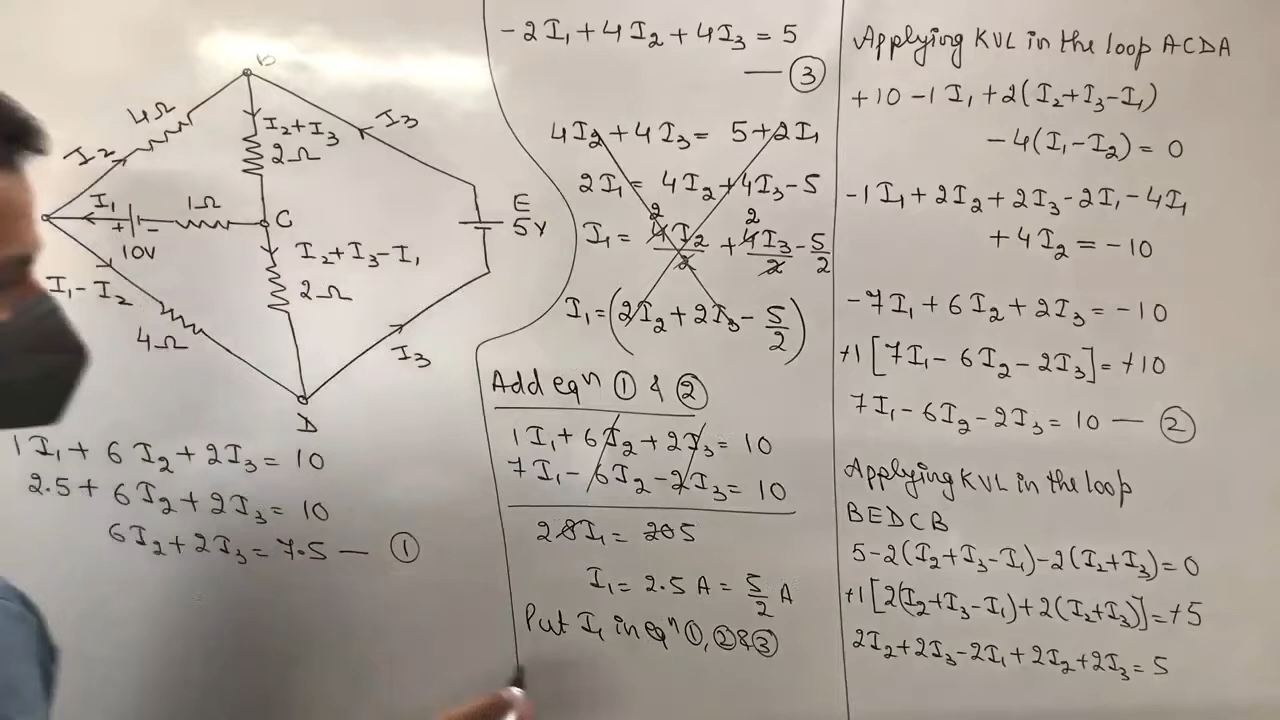 B
4Ω
I₂
I₂+I₃
2Ω
I₃
I₁
1Ω
C
+ -
10V
E
5V
I₂+I₃-I₁
2Ω
I₁-I₂
4Ω
I₃
D
1I₁+6I₂+2I₃=10
2.5+6I₂+2I₃=10
6I₂+2I₃=7.5 — ①
-2I₁+4I₂+4I₃=5
— ③
4I₂+4I₃= 5+2I₁
2I₁= 4I₂+4I₃-5
I₁= 2 4I₂/2 + 2 4I₃/2 - 5/2
I₁=(2I₂+2I₃-5/2)
Add eqⁿ ① & ②
1I₁+6I₂+2I₃=10
7I₁-6I₂-2I₃=10
28I₁=205
I₁=2.5A=5/2 A
Put I₁ in eqⁿ ①, ② & ③
Applying KVL in the loop ACDA
+10-1I₁+2(I₂+I₃-I₁)
-4(I₁-I₂)=0
-1I₁+2I₂+2I₃-2I₁-4I₁
+4I₂=-10
-7I₁+6I₂+2I₃=-10
+1[7I₁-6I₂-2I₃]=+10
7I₁-6I₂-2I₃=10 — ②
Applying KVL in the loop
BEDCB
5-2(I₂+I₃-I₁)-2(I₂+I₃)=0
+1[2(I₂+I₃-I₁)+2(I₂+I₃)]=+5
2I₂+2I₃-2I₁+2I₂+2I₃=5